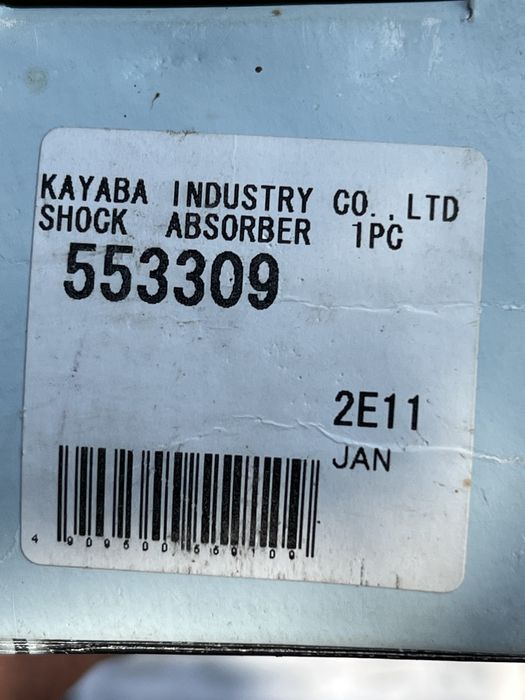 KAYABA INDUSTRY CO.,LTD
SHOCK ABSORBER 1PC
553309
2E11
JAN